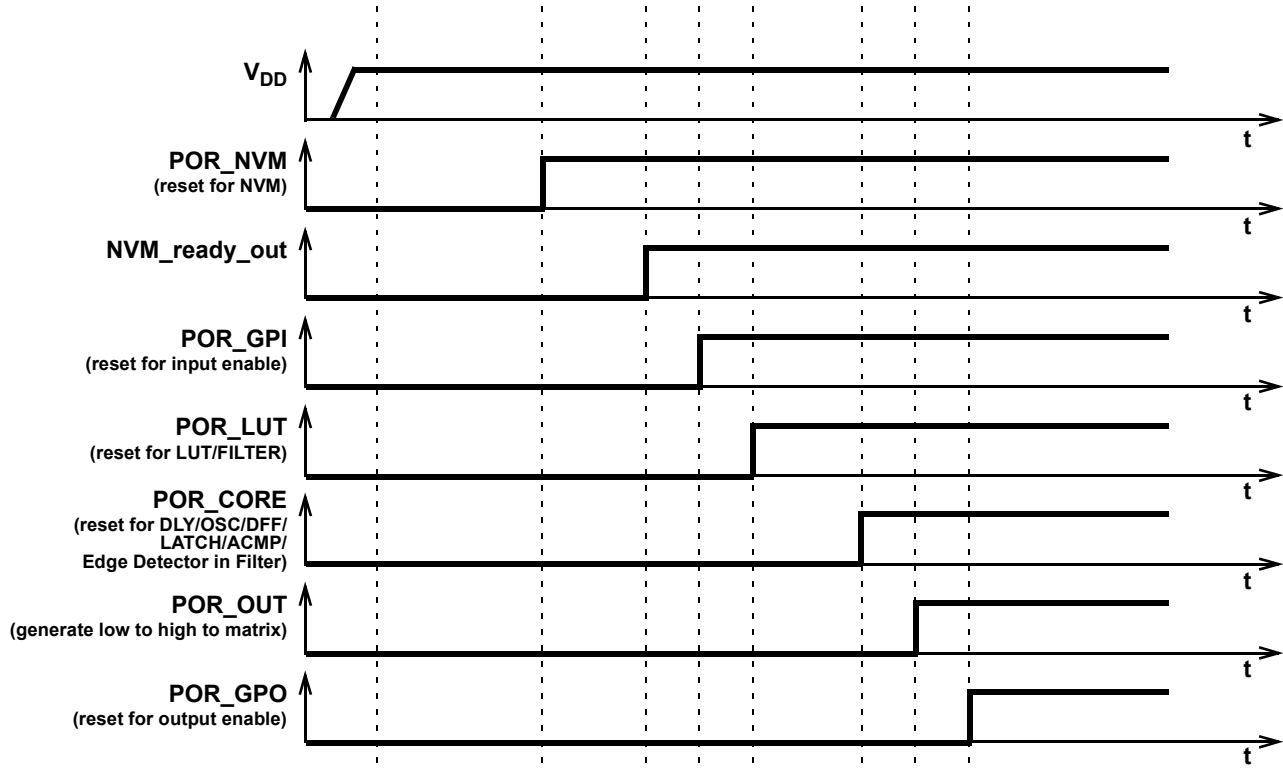 VDD
t
POR_NVM
(reset for NVM)
t
NVM_ready_out
t
POR_GPI
(reset for input enable)
t
POR_LUT
(reset for LUT/FILTER)
t
POR_CORE
(reset for DLY/OSC/DFF/
LATCH/ACMP/
Edge Detector in Filter)
t
POR_OUT
(generate low to high to matrix)
t
POR_GPO
(reset for output enable)
t